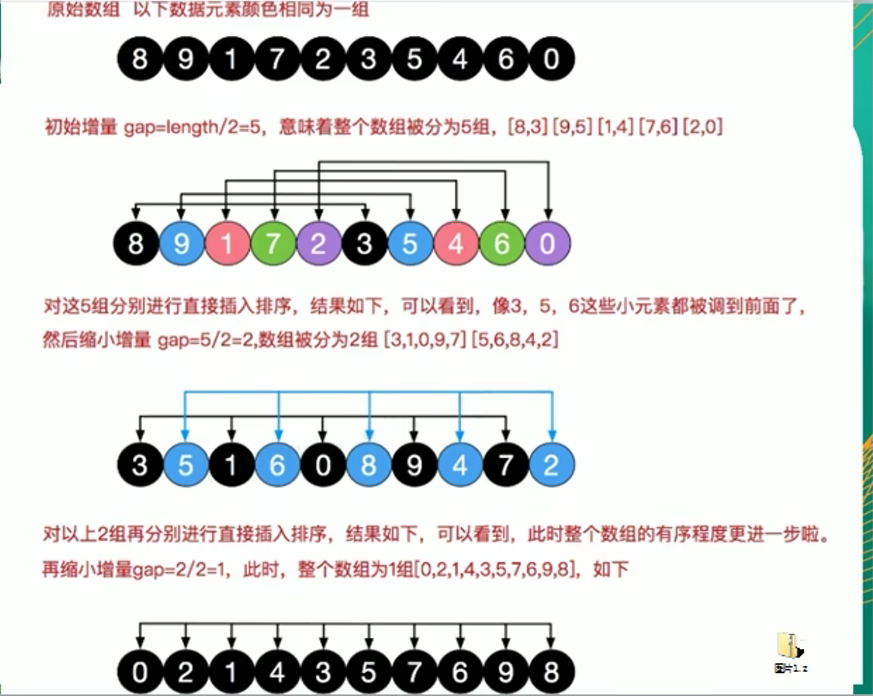 原始数组 以下数据元素颜色相同为一组
8 9 1 7 2 3 5 4 6 0
初始增量 gap=length/2=5，意味着整个数组被分为5组，[8,3] [9,5] [1,4] [7,6] [2,0]
8 9 1 7 2 3 5 4 6 0
对这5组分别进行直接插入排序，结果如下，可以看到，像3，5，6这些小元素都被调到前面了，
然后缩小增量 gap=5/2=2,数组被分为2组 [3,1,0,9,7] [5,6,8,4,2]
3 5 1 6 0 8 9 4 7 2
对以上2组再分别进行直接插入排序，结果如下，可以看到，此时整个数组的有序程度更进一步啦。
再缩小增量gap=2/2=1，此时，整个数组为1组[0,2,1,4,3,5,7,6,9,8]，如下
0 2 1 4 3 5 7 6 9 8
图片1.z